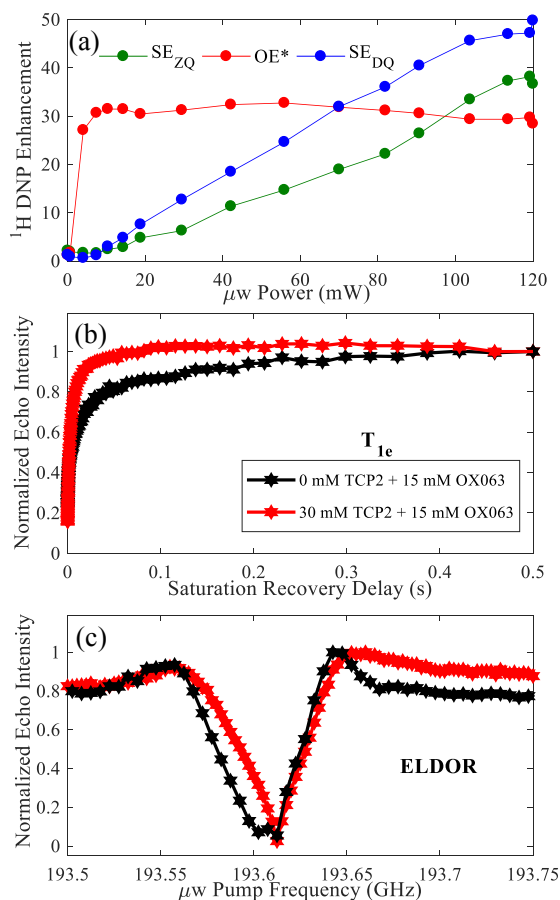 (a)
SE_ZQ OE* SE_DQ
¹H DNP Enhancement
50
40
30
20
10
0
0 20 40 60 80 100 120
μw Power (mW)
(b)
Normalized Echo Intensity
1
0.8
0.6
0.4
0.2
0
T_1e
0 mM TCP2 + 15 mM OX063
30 mM TCP2 + 15 mM OX063
0 0.1 0.2 0.3 0.4 0.5
Saturation Recovery Delay (s)
(c)
Normalized Echo Intensity
1
0.8
0.6
0.4
0.2
0
ELDOR
193.5 193.55 193.6 193.65 193.7 193.75
μw Pump Frequency (GHz)